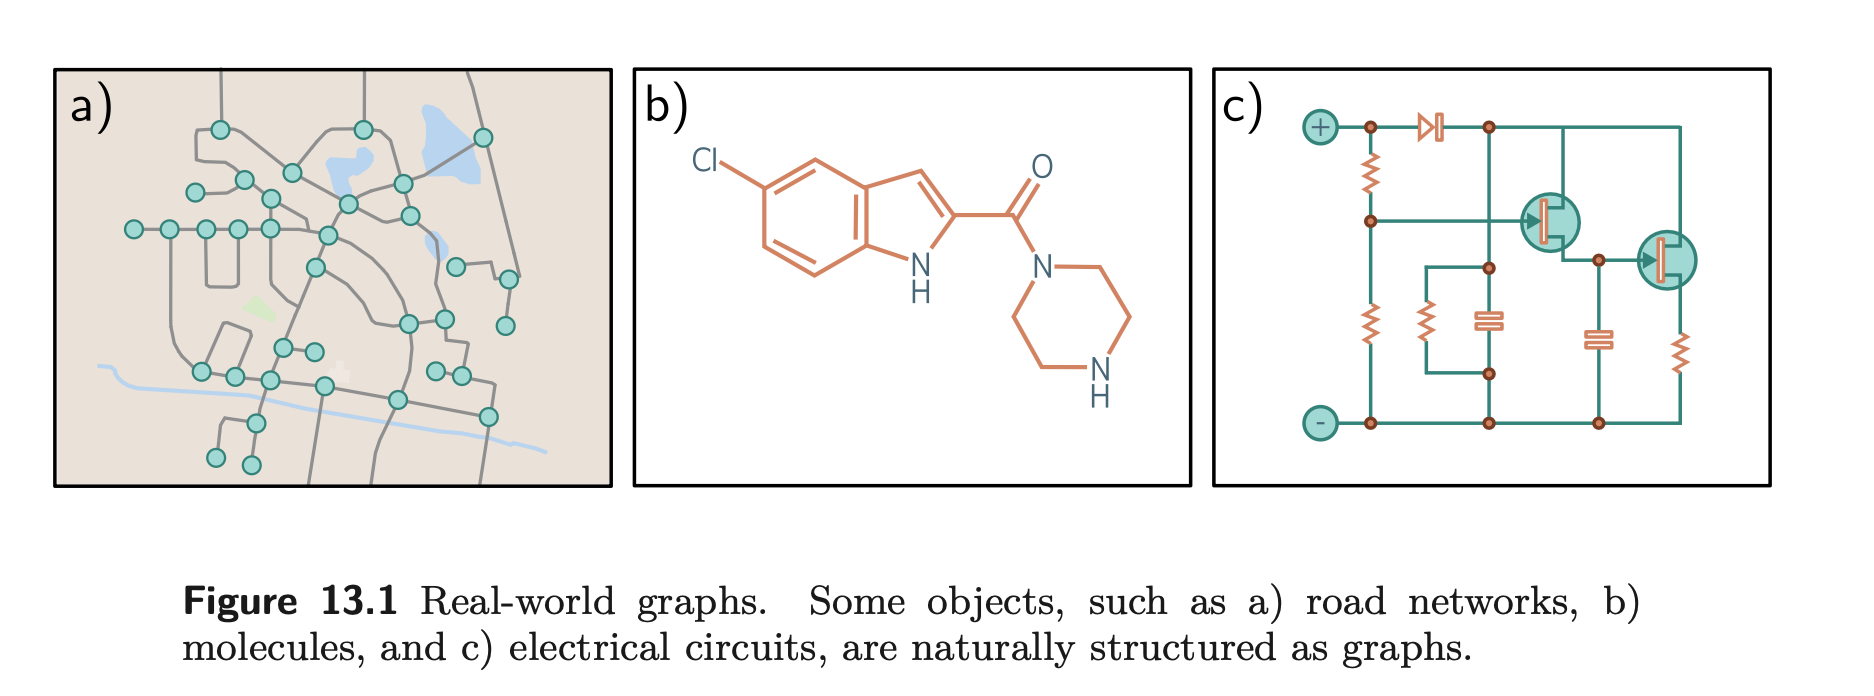 a)
b)
Cl
O
N
H
N
N
H
c)
+
-
Figure 13.1 Real-world graphs. Some objects, such as a) road networks, b)
molecules, and c) electrical circuits, are naturally structured as graphs.